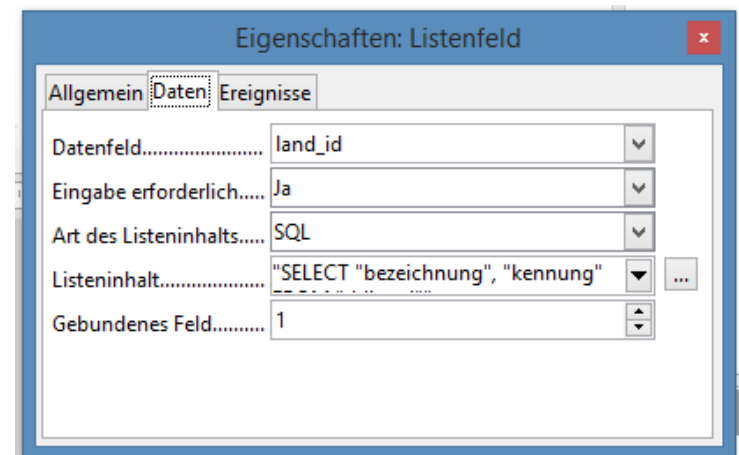 Eigenschaften: Listenfeld
x
Allgemein Daten Ereignisse
Datenfeld....................... land_id
Eingabe erforderlich..... Ja
Art des Listeninhalts..... SQL
Listeninhalt.................... "SELECT "bezeichnung", "kennung" ...
Gebundenes Feld.......... 1